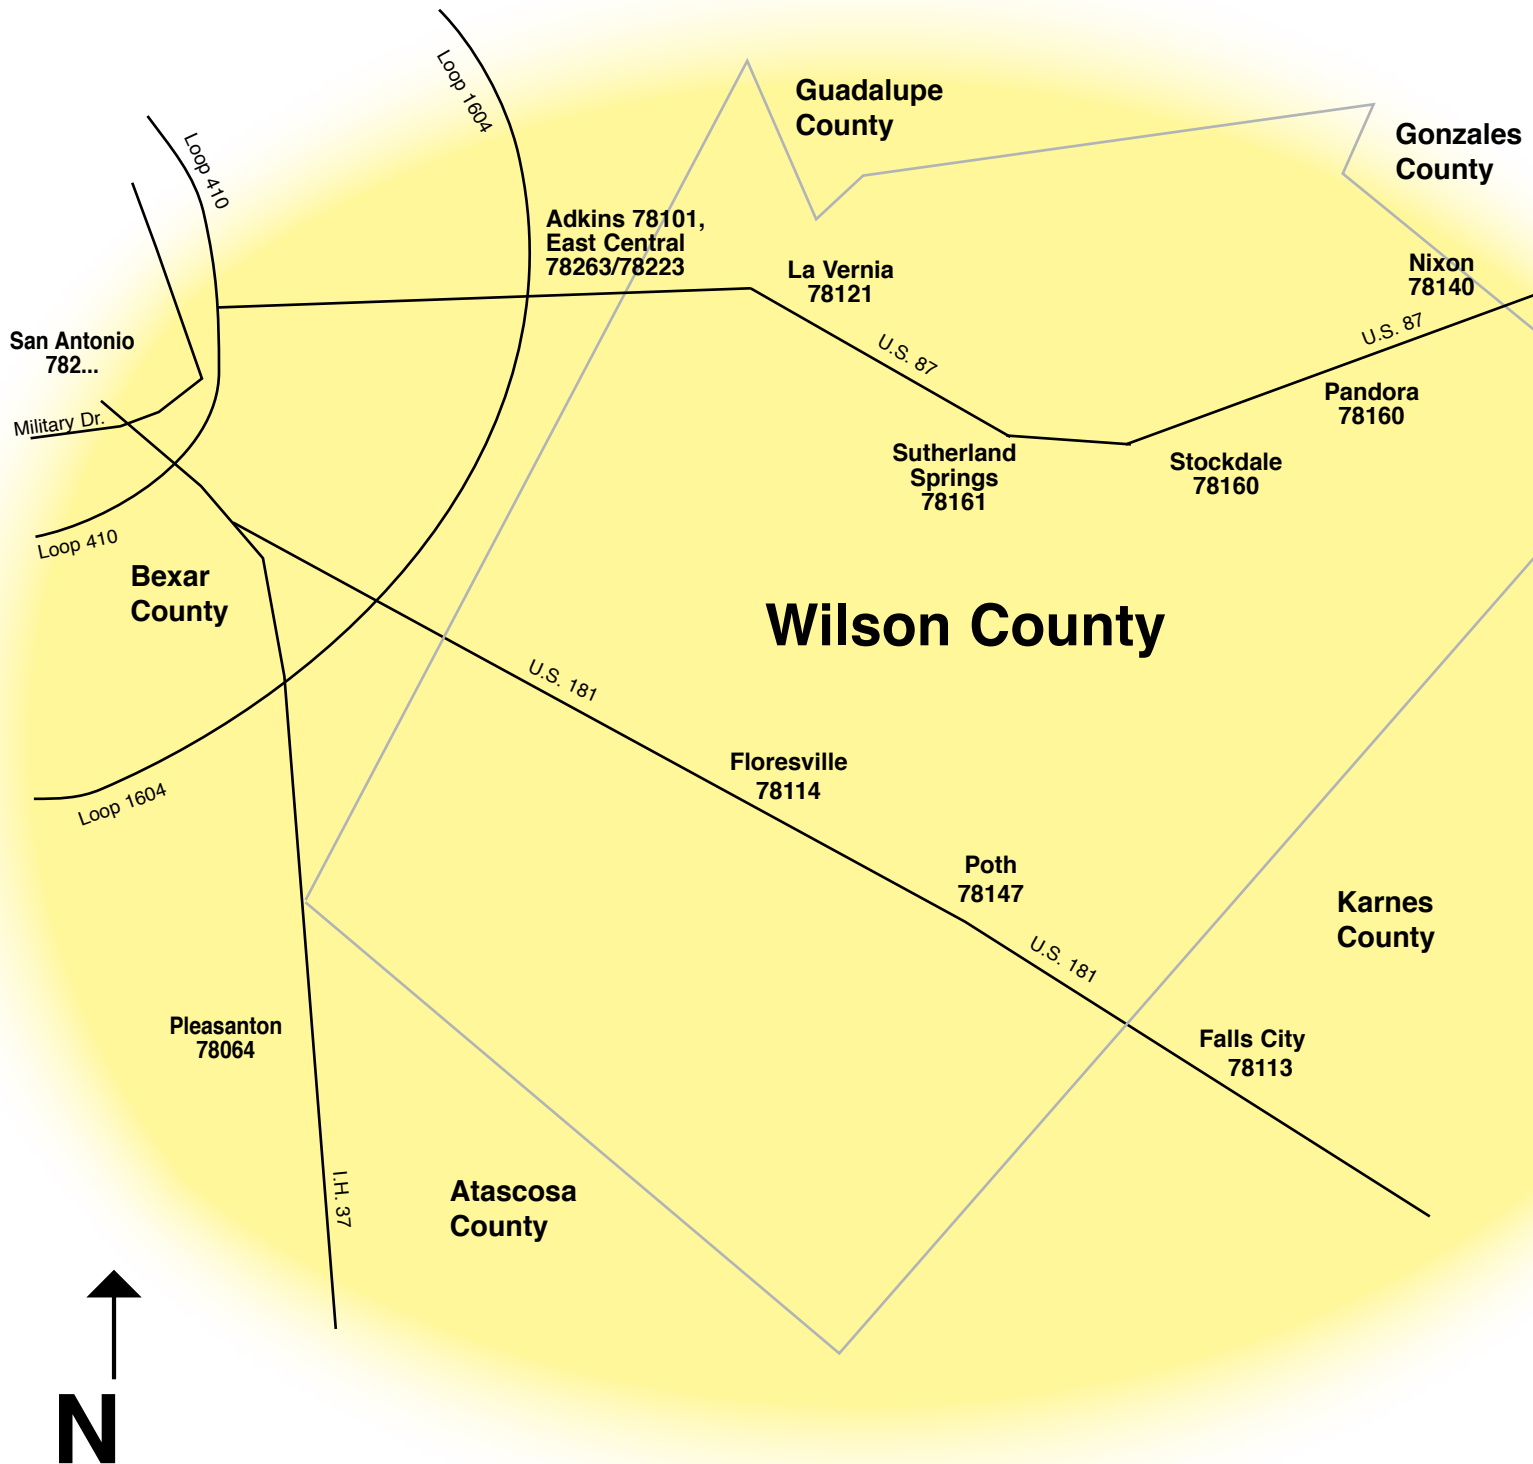 Loop 1604
Guadalupe
County
Gonzales
County
Loop 410
Adkins 78101,
East Central
78263/78223
La Vernia
78121
Nixon
78140
U.S. 87
U.S. 87
San Antonio
782...
Military Dr.
Pandora
78160
Sutherland
Springs
78161
Stockdale
78160
Loop 410
Bexar
County
Wilson County
U.S. 181
Floresville
78114
Loop 1604
Poth
78147
Karnes
County
U.S. 181
Pleasanton
78064
Falls City
78113
I.H. 37
Atascosa
County
N